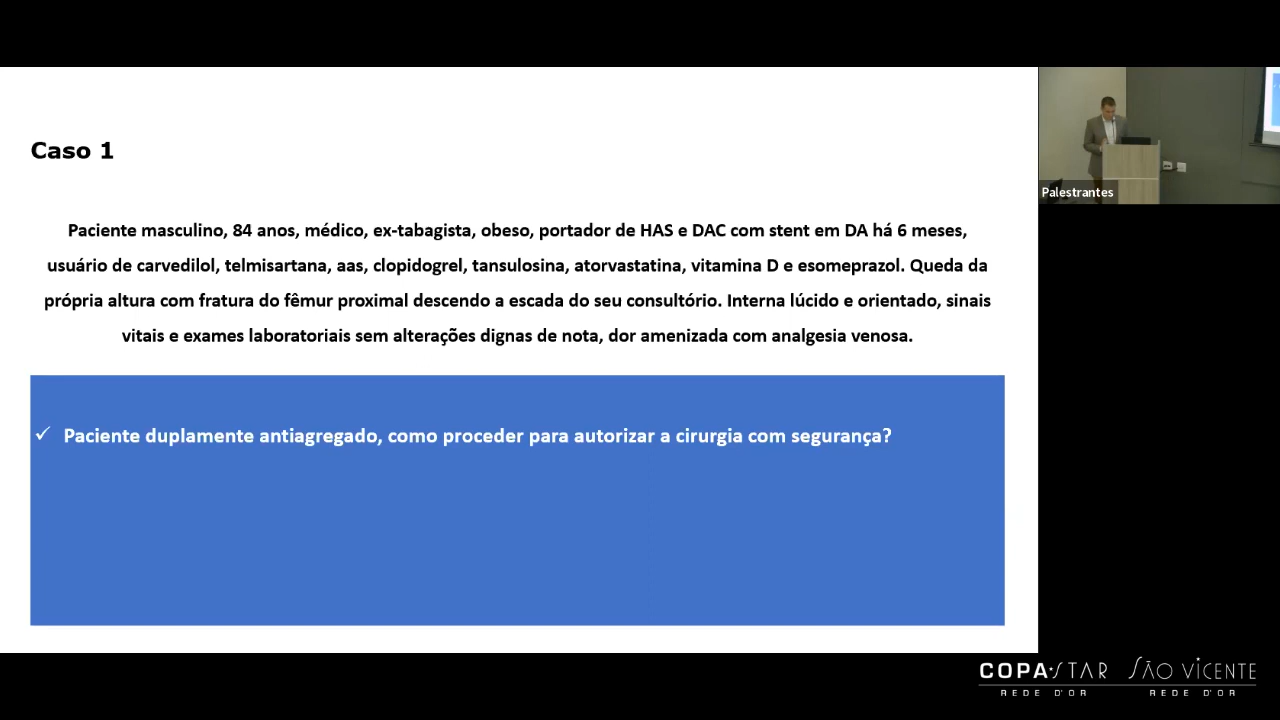 Caso 1
Paciente masculino, 84 anos, médico, ex-tabagista, obeso, portador de HAS e DAC com stent em DA há 6 meses,
usuário de carvedilol, telmisartana, aas, clopidogrel, tansulosina, atorvastatina, vitamina D e esomeprazol. Queda da
própria altura com fratura do fêmur proximal descendo a escada do seu consultório. Interna lúcido e orientado, sinais
vitais e exames laboratoriais sem alterações dignas de nota, dor amenizada com analgesia venosa.
✓ Paciente duplamente antiagregado, como proceder para autorizar a cirurgia com segurança?
Palestrantes
COPA STAR SÃO VICENTE
REDE D'OR REDE D'OR